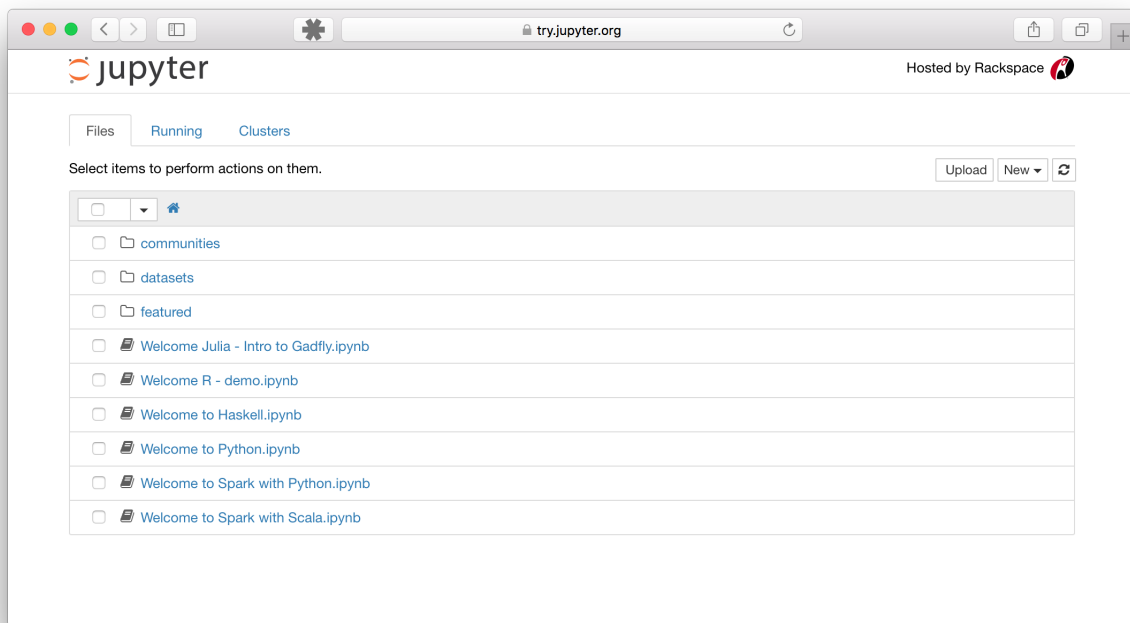 try.jupyter.org
jupyter
Hosted by Rackspace
Files Running Clusters
Select items to perform actions on them.
Upload New
communities
datasets
featured
Welcome Julia - Intro to Gadfly.ipynb
Welcome R - demo.ipynb
Welcome to Haskell.ipynb
Welcome to Python.ipynb
Welcome to Spark with Python.ipynb
Welcome to Spark with Scala.ipynb